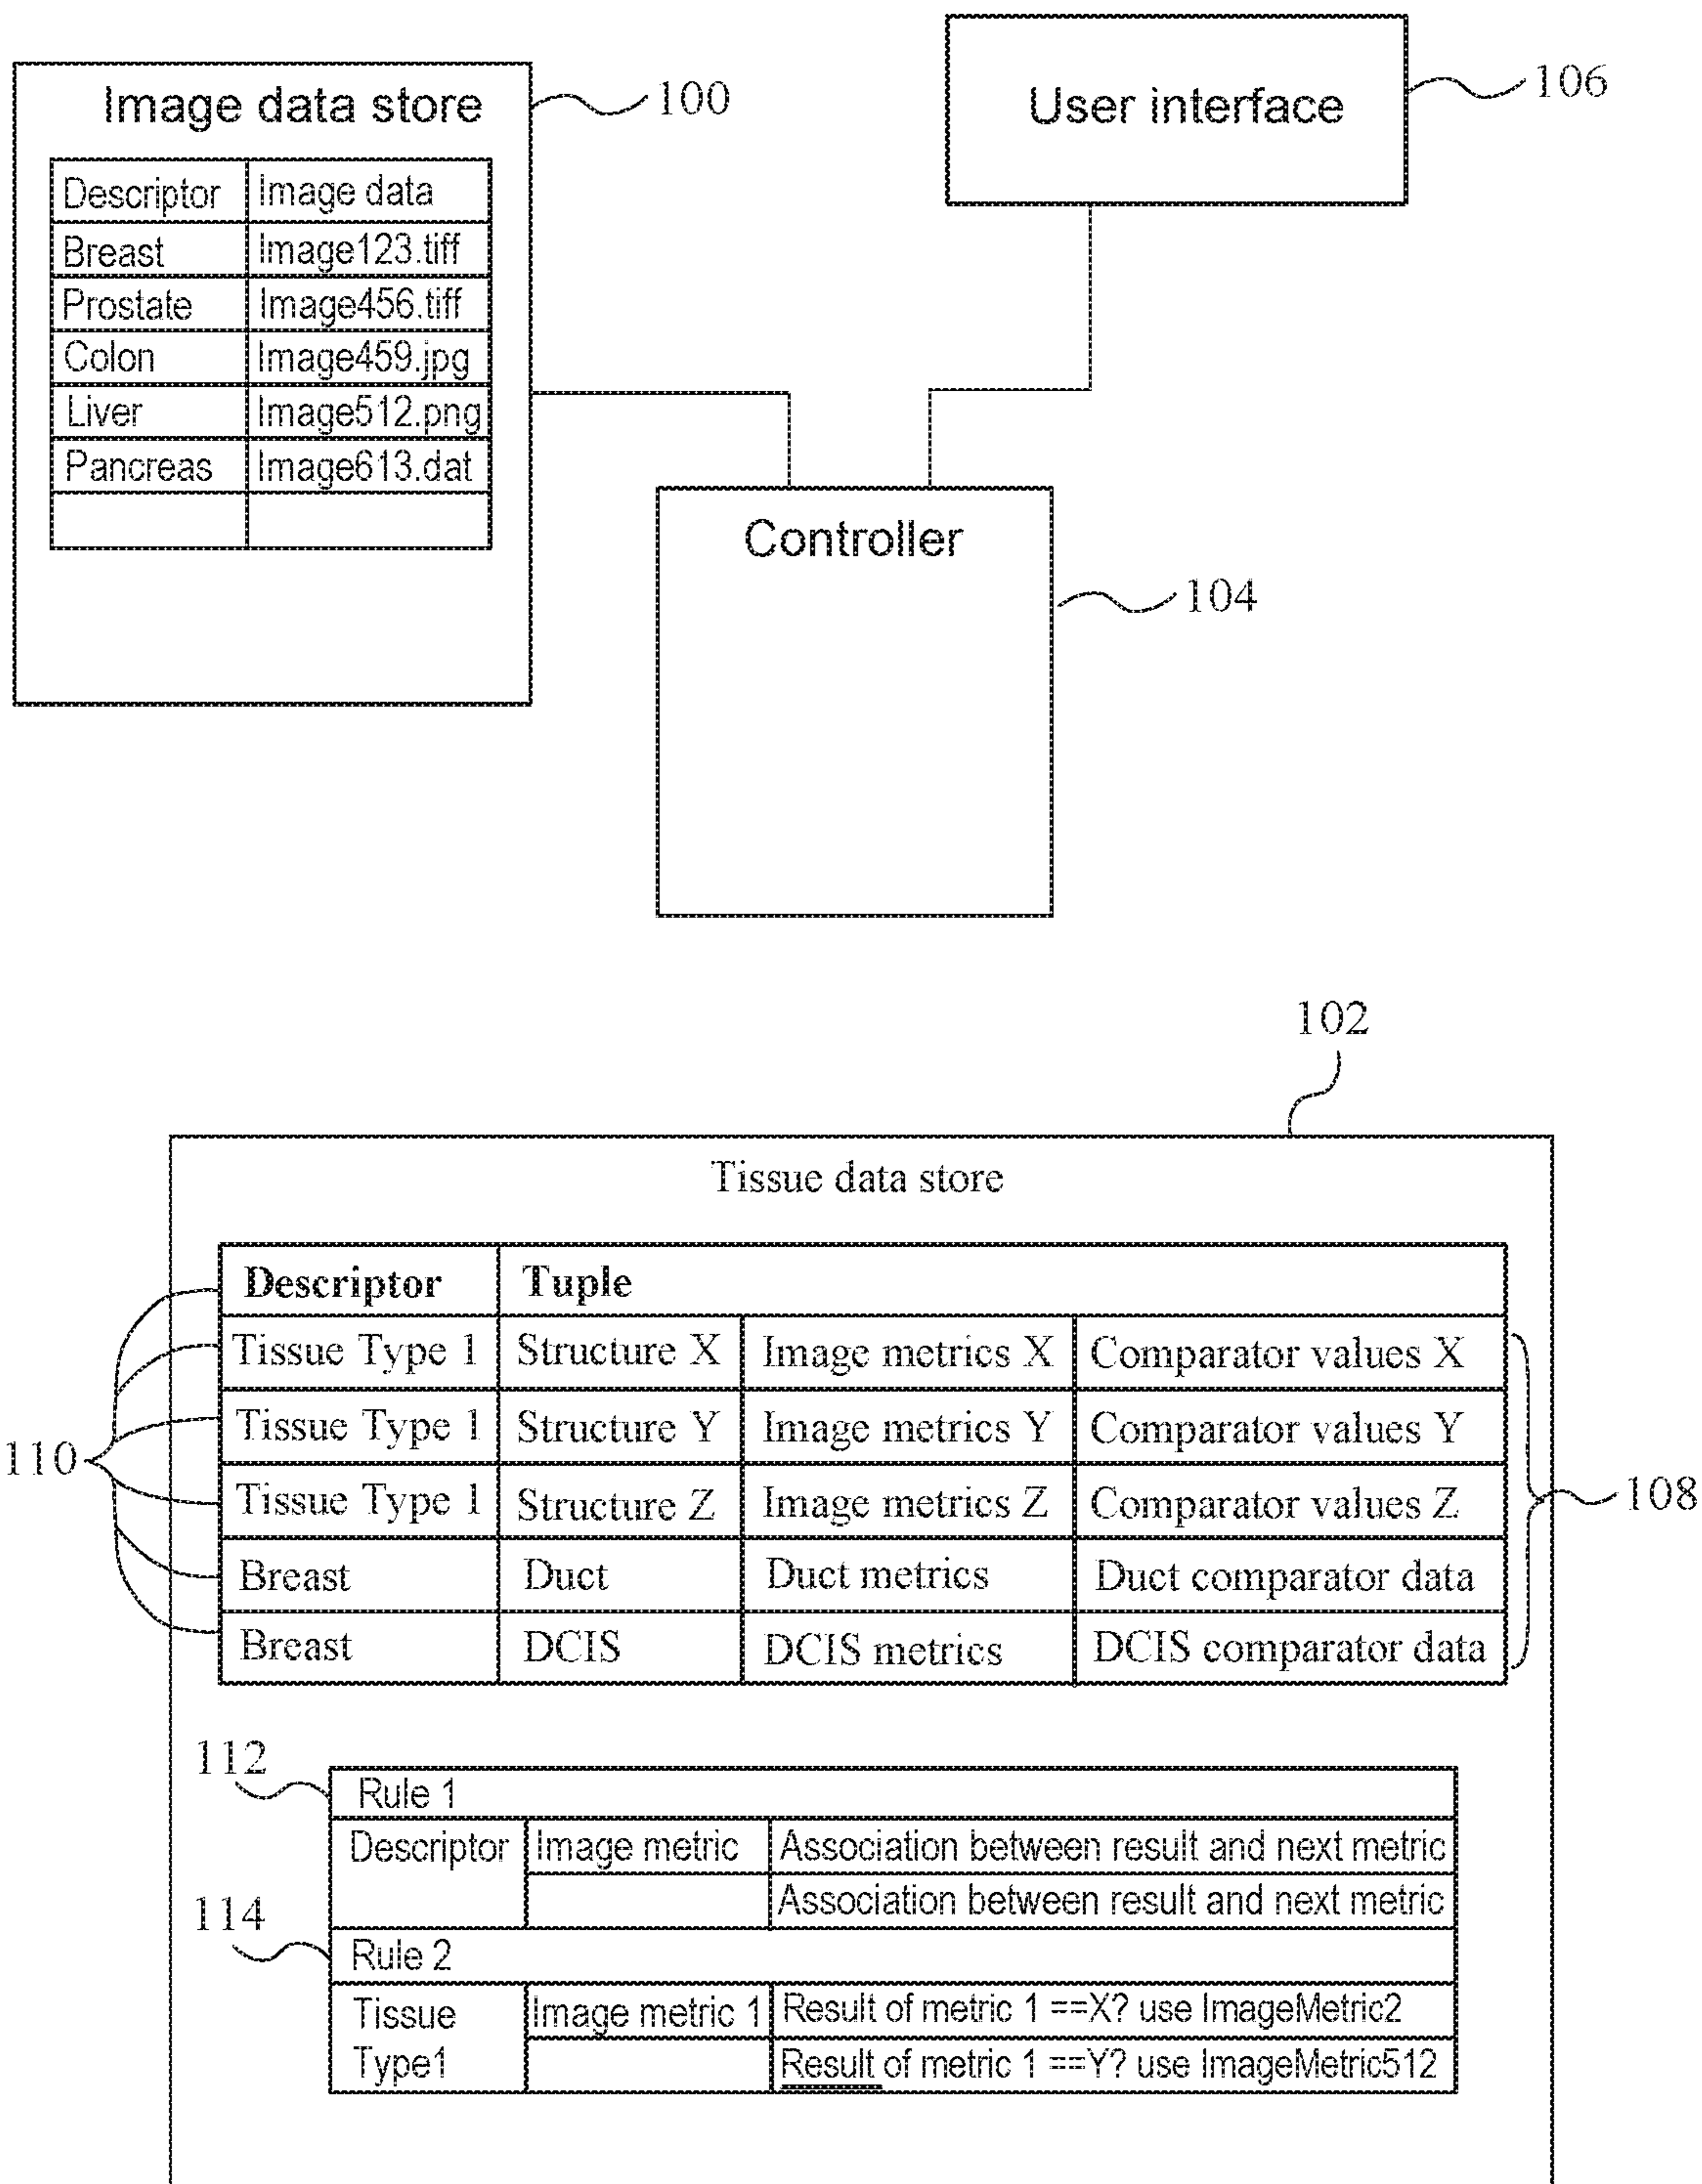 Image data store
100
Descriptor Image data
Breast Image123.tiff
Prostate Image456.tiff
Colon Image459.jpg
Liver Image512.png
Pancreas Image613.dat
User interface
106
Controller
104
102
Tissue data store
Descriptor Tuple
Tissue Type 1 Structure X Image metrics X Comparator values X
Tissue Type 1 Structure Y Image metrics Y Comparator values Y
Tissue Type 1 Structure Z Image metrics Z Comparator values Z
Breast Duct Duct metrics Duct comparator data
Breast DCIS DCIS metrics DCIS comparator data
110
108
112
Rule 1
Descriptor Image metric Association between result and next metric
Association between result and next metric
114
Rule 2
Tissue Image metric 1 Result of metric 1 ==X? use ImageMetric2
Type1 Result of metric 1 ==Y? use ImageMetric512